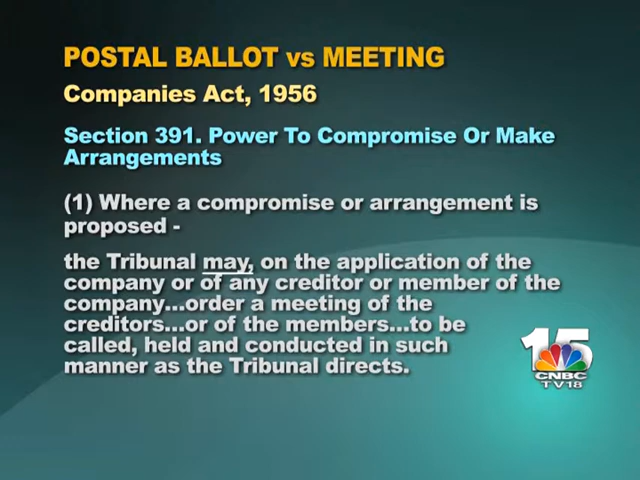 POSTAL BALLOT vs MEETING
Companies Act, 1956
Section 391. Power To Compromise Or Make
Arrangements
(1) Where a compromise or arrangement is
proposed -
the Tribunal may, on the application of the
company or of any creditor or member of the
company...order a meeting of the
creditors...or of the members...to be
called, held and conducted in such
manner as the Tribunal directs.
15
CNBC
TV18